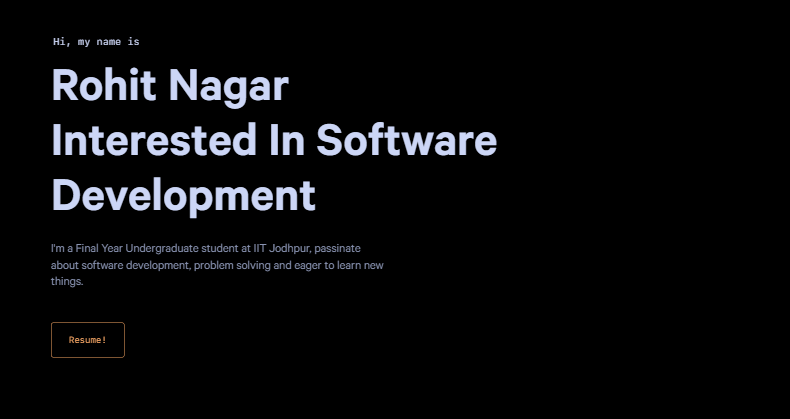 Hi, my name is
Rohit Nagar
Interested In Software
Development
I'm a Final Year Undergraduate student at IIT Jodhpur, passinate
about software development, problem solving and eager to learn new
things.
Resume!